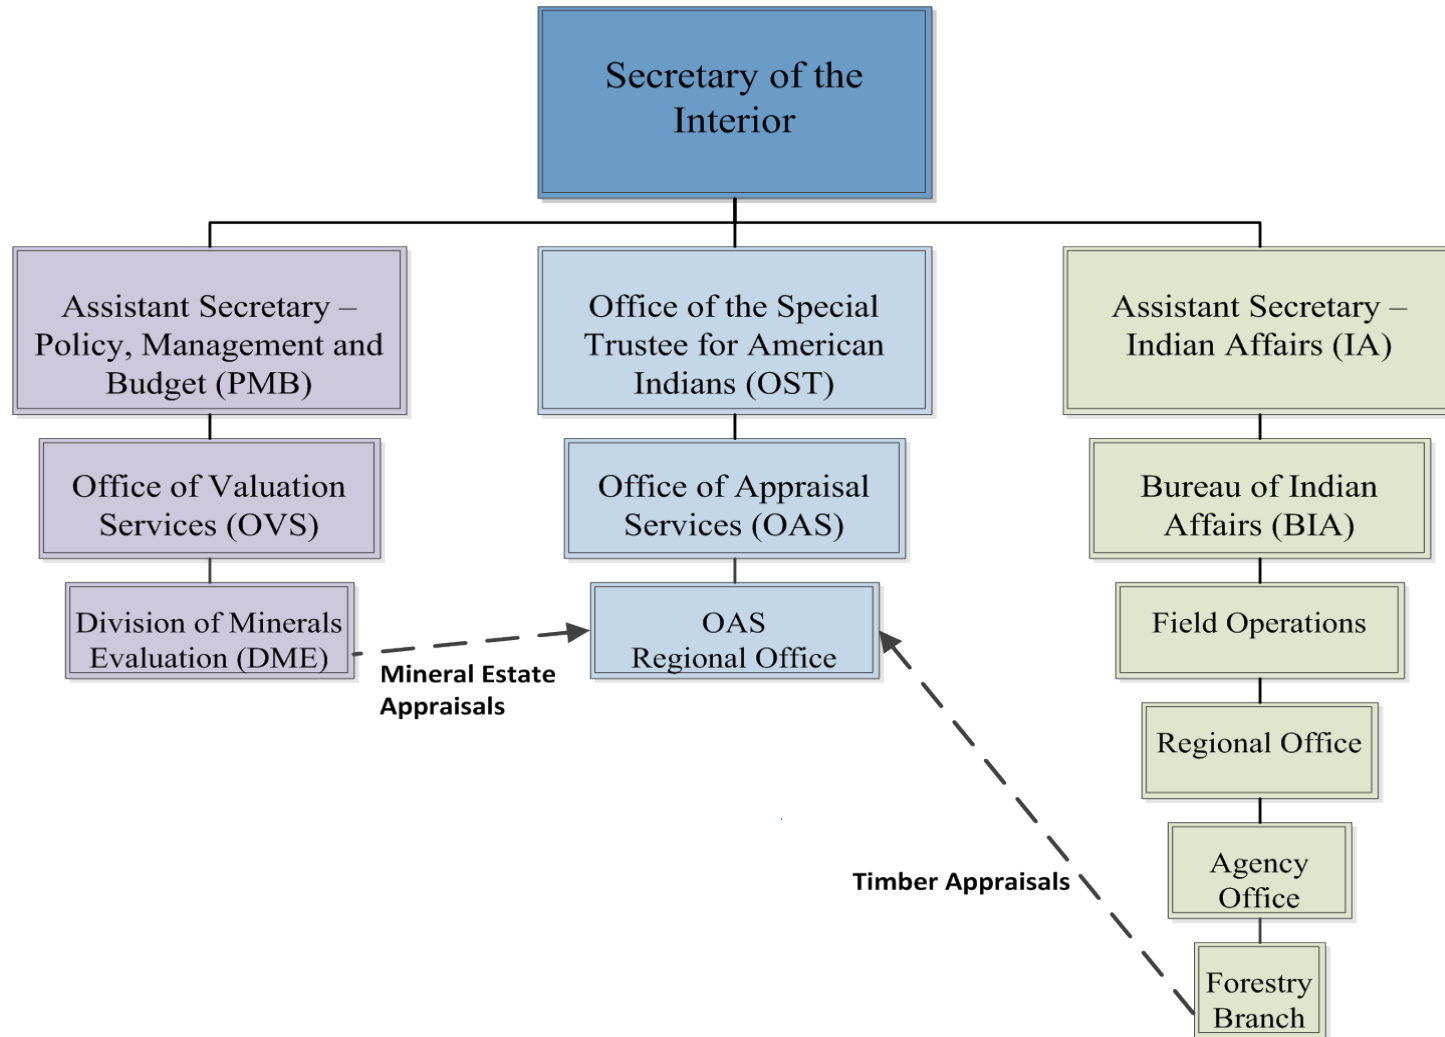 Secretary of the
Interior
Assistant Secretary –
Policy, Management and
Budget (PMB)
Office of the Special
Trustee for American
Indians (OST)
Assistant Secretary –
Indian Affairs (IA)
Office of Valuation
Services (OVS)
Office of Appraisal
Services (OAS)
Bureau of Indian
Affairs (BIA)
Division of Minerals
Evaluation (DME)
OAS
Regional Office
Field Operations
Mineral Estate
Appraisals
Regional Office
Agency
Office
Timber Appraisals
Forestry
Branch